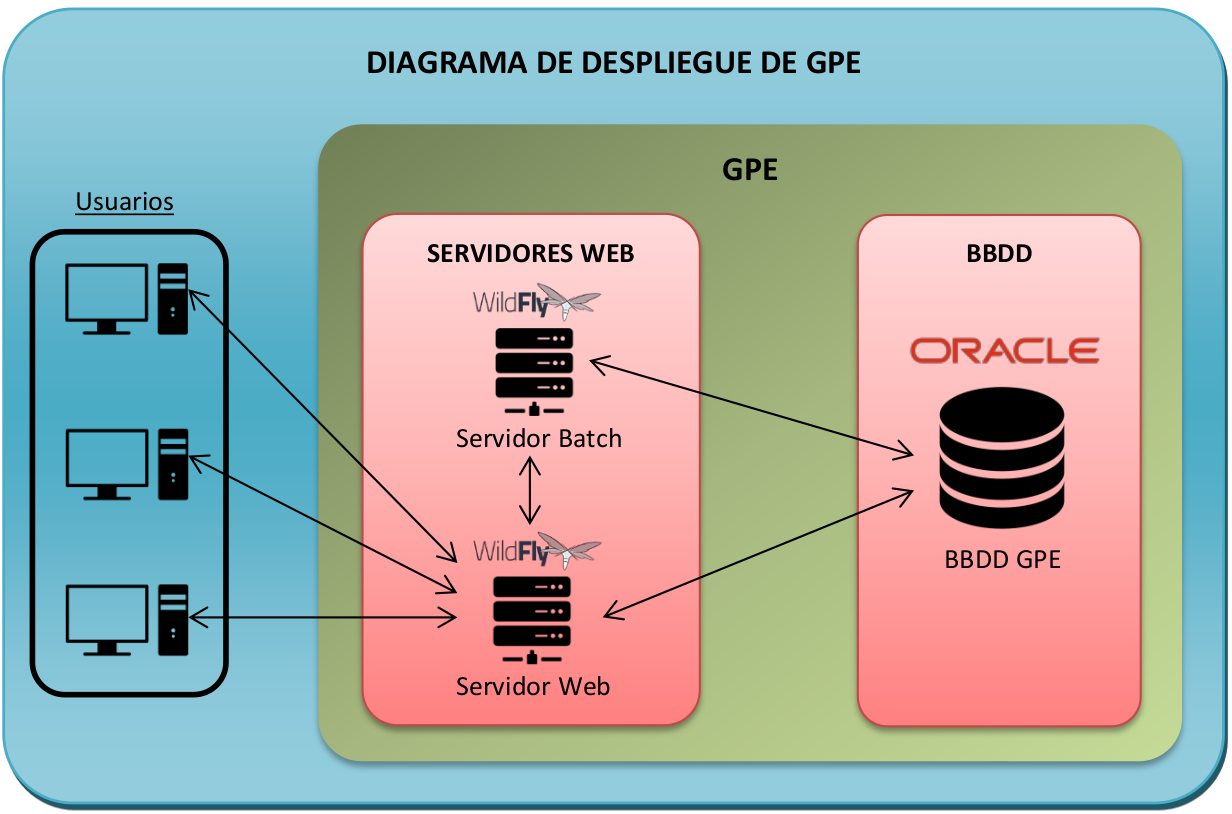 DIAGRAMA DE DESPLIEGUE DE GPE
GPE
Usuarios
SERVIDORES WEB
WildFly
Servidor Batch
WildFly
Servidor Web
BBDD
ORACLE
BBDD GPE